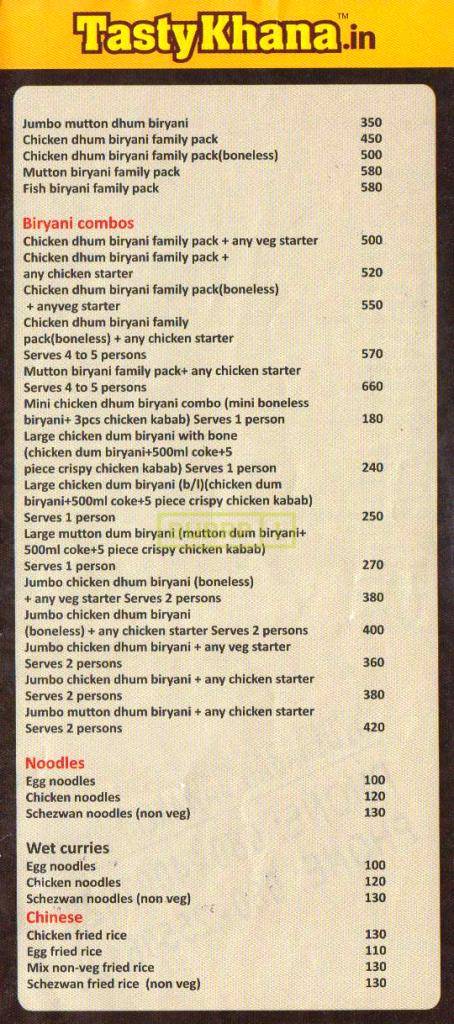 TastyKhana.in™
Jumbo mutton dhum biryani 350
Chicken dhum biryani family pack 450
Chicken dhum biryani family pack(boneless) 500
Mutton biryani family pack 580
Fish biryani family pack 580
Biryani combos
Chicken dhum biryani family pack + any veg starter 500
Chicken dhum biryani family pack +
any chicken starter 520
Chicken dhum biryani family pack(boneless)
+ anyveg starter 550
Chicken dhum biryani family
pack(boneless) + any chicken starter
Serves 4 to 5 persons 570
Mutton biryani family pack+ any chicken starter
Serves 4 to 5 persons 660
Mini chicken dhum biryani combo (mini boneless
biryani+ 3pcs chicken kabab) Serves 1 person 180
Large chicken dum biryani with bone
(chicken dum biryani+500ml coke+5
piece crispy chicken kabab) Serves 1 person 240
Large chicken dum biryani (b/l)(chicken dum
biryani+500ml coke+5 piece crispy chicken kabab)
Serves 1 person 250
Large mutton dum biryani (mutton dum biryani+
500ml coke+5 piece crispy chicken kabab)
Serves 1 person 270
Jumbo chicken dhum biryani (boneless)
+ any veg starter Serves 2 persons 380
Jumbo chicken dhum biryani
(boneless) + any chicken starter Serves 2 persons 400
Jumbo chicken dhum biryani + any veg starter
Serves 2 persons 360
Jumbo chicken dhum biryani + any chicken starter
Serves 2 persons 380
Jumbo mutton dhum biryani + any chicken starter
Serves 2 persons 420
Noodles
Egg noodles 100
Chicken noodles 120
Schezwan noodles (non veg) 130
Wet curries
Egg noodles 100
Chicken noodles 120
Schezwan noodles (non veg) 130
Chinese
Chicken fried rice 130
Egg fried rice 110
Mix non-veg fried rice 130
Schezwan fried rice (non veg) 130